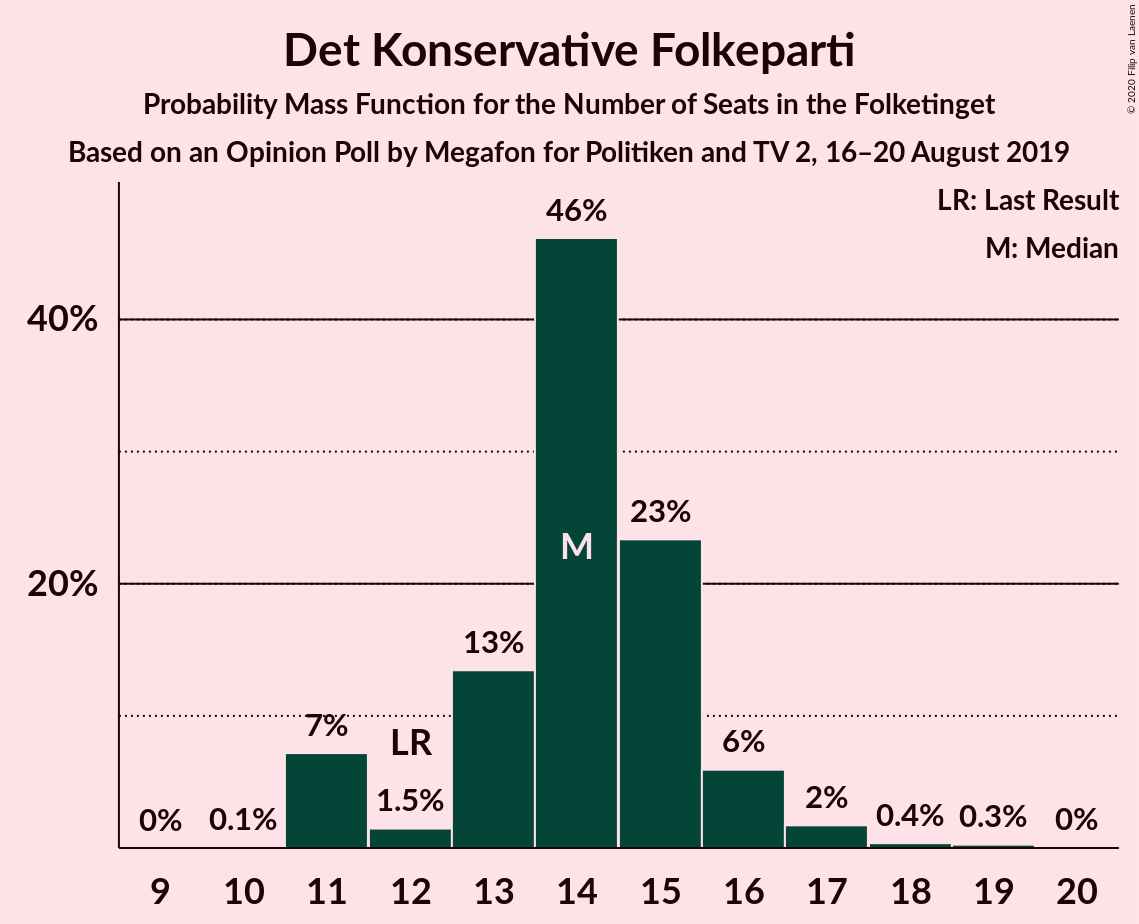 Det Konservative Folkeparti
Probability Mass Function for the Number of Seats in the Folketinget
Based on an Opinion Poll by Megafon for Politiken and TV 2, 16–20 August 2019
© 2020 Filip van Laenen
LR: Last Result
M: Median
46%
40%
23%
M
20%
13%
7%
LR
6%
1.5%
2%
0%
0.1%
0.4%
0.3%
0%
9 10 11 12 13 14 15 16 17 18 19 20